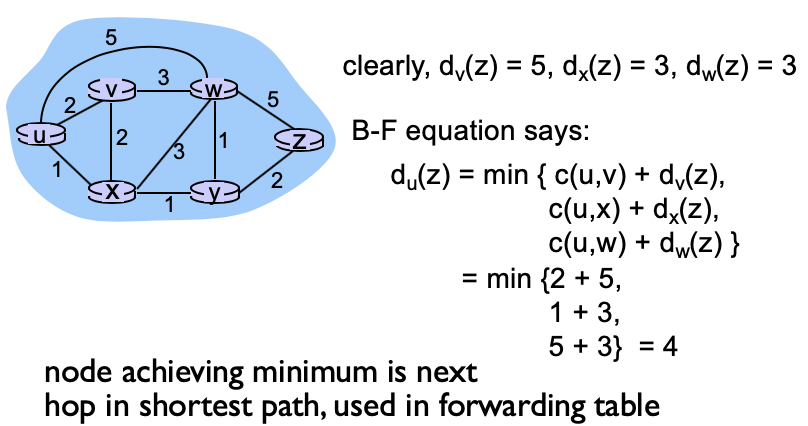 5
v
3
w
2
5
u
2
3
1
z
1
x
1
y
2
clearly, dᵥ(z) = 5, dₓ(z) = 3, d_w(z) = 3
B-F equation says:
dᵤ(z) = min { c(u,v) + dᵥ(z),
c(u,x) + dₓ(z),
c(u,w) + d_w(z) }
= min {2 + 5,
1 + 3,
5 + 3} = 4
node achieving minimum is next
hop in shortest path, used in forwarding table